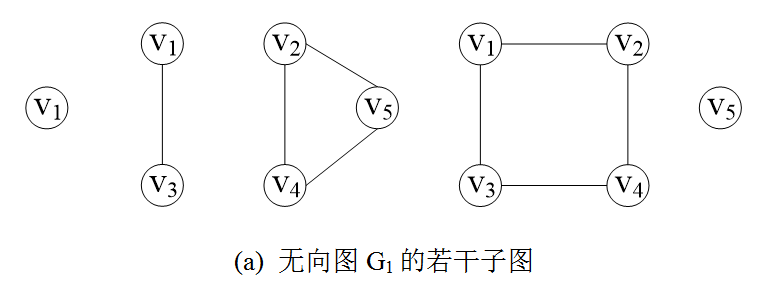 V₁ V₂ V₁ V₂
V₁ V₅ V₅
V₃ V₄ V₃ V₄
(a) 无向图 G₁ 的若干子图